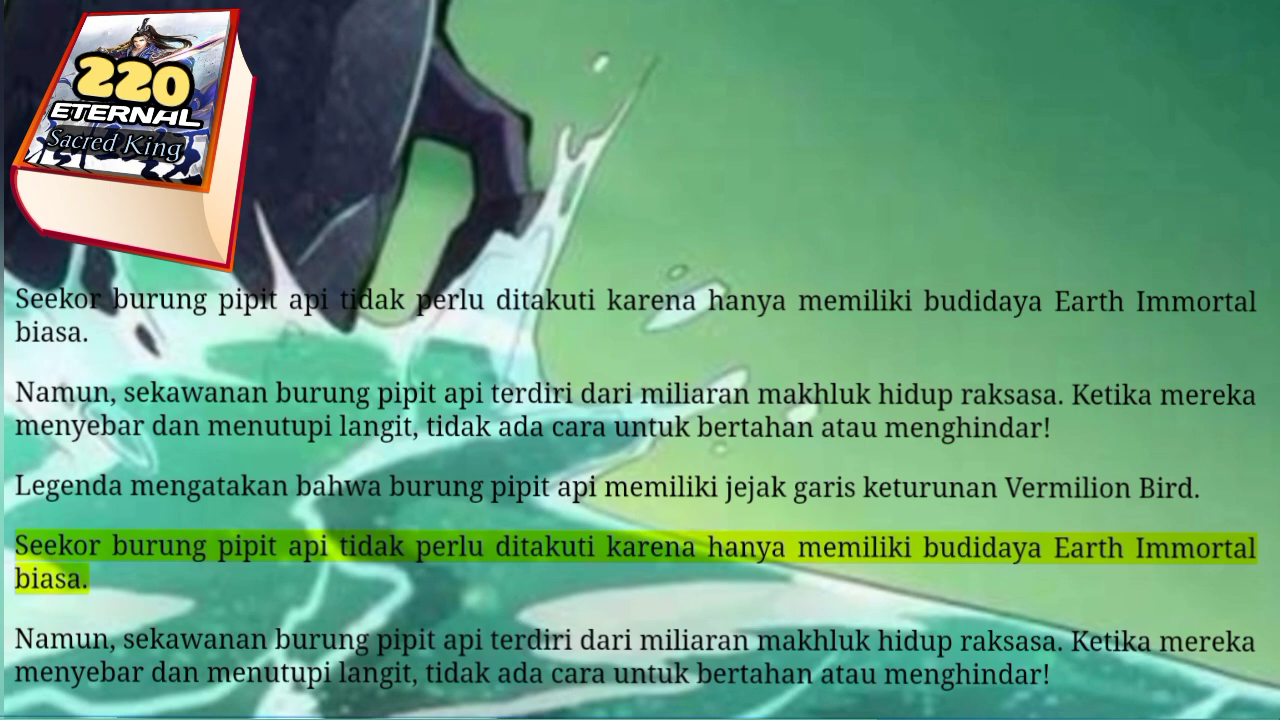 220
ETERNAL
Sacred King
Seekor burung pipit api tidak perlu ditakuti karena hanya memiliki budidaya Earth Immortal
biasa.
Namun, sekawanan burung pipit api terdiri dari miliaran makhluk hidup raksasa. Ketika mereka
menyebar dan menutupi langit, tidak ada cara untuk bertahan atau menghindar!
Legenda mengatakan bahwa burung pipit api memiliki jejak garis keturunan Vermilion Bird.
Seekor burung pipit api tidak perlu ditakuti karena hanya memiliki budidaya Earth Immortal
biasa.
Namun, sekawanan burung pipit api terdiri dari miliaran makhluk hidup raksasa. Ketika mereka
menyebar dan menutupi langit, tidak ada cara untuk bertahan atau menghindar!